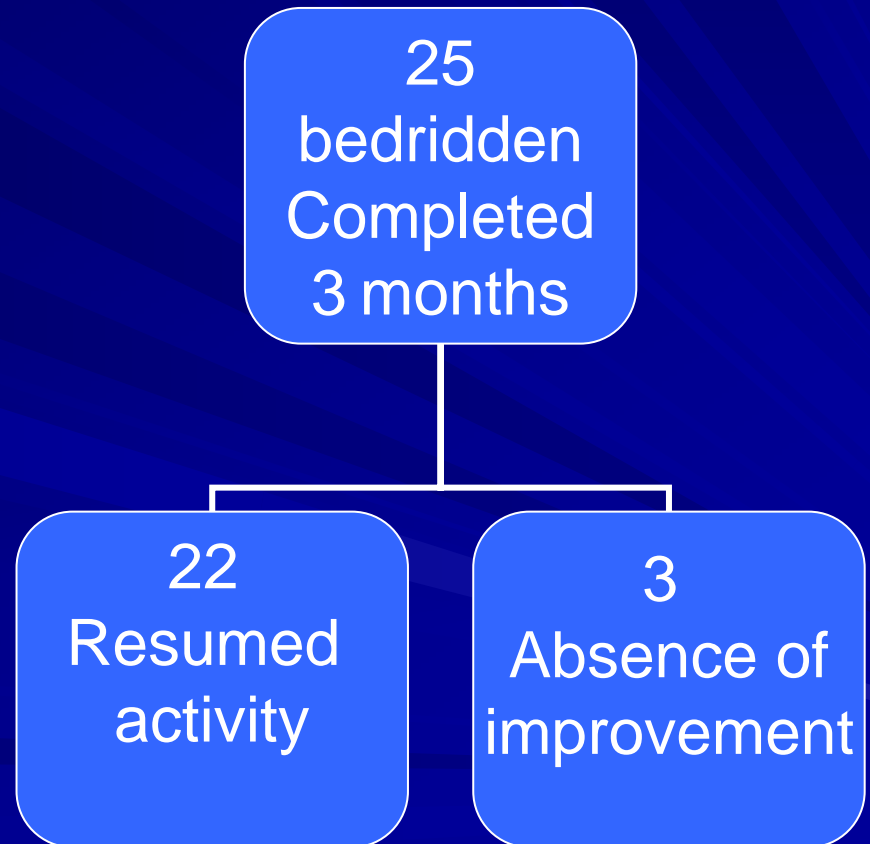 25
bedridden
Completed
3 months
22
Resumed
activity
3
Absence of
improvement